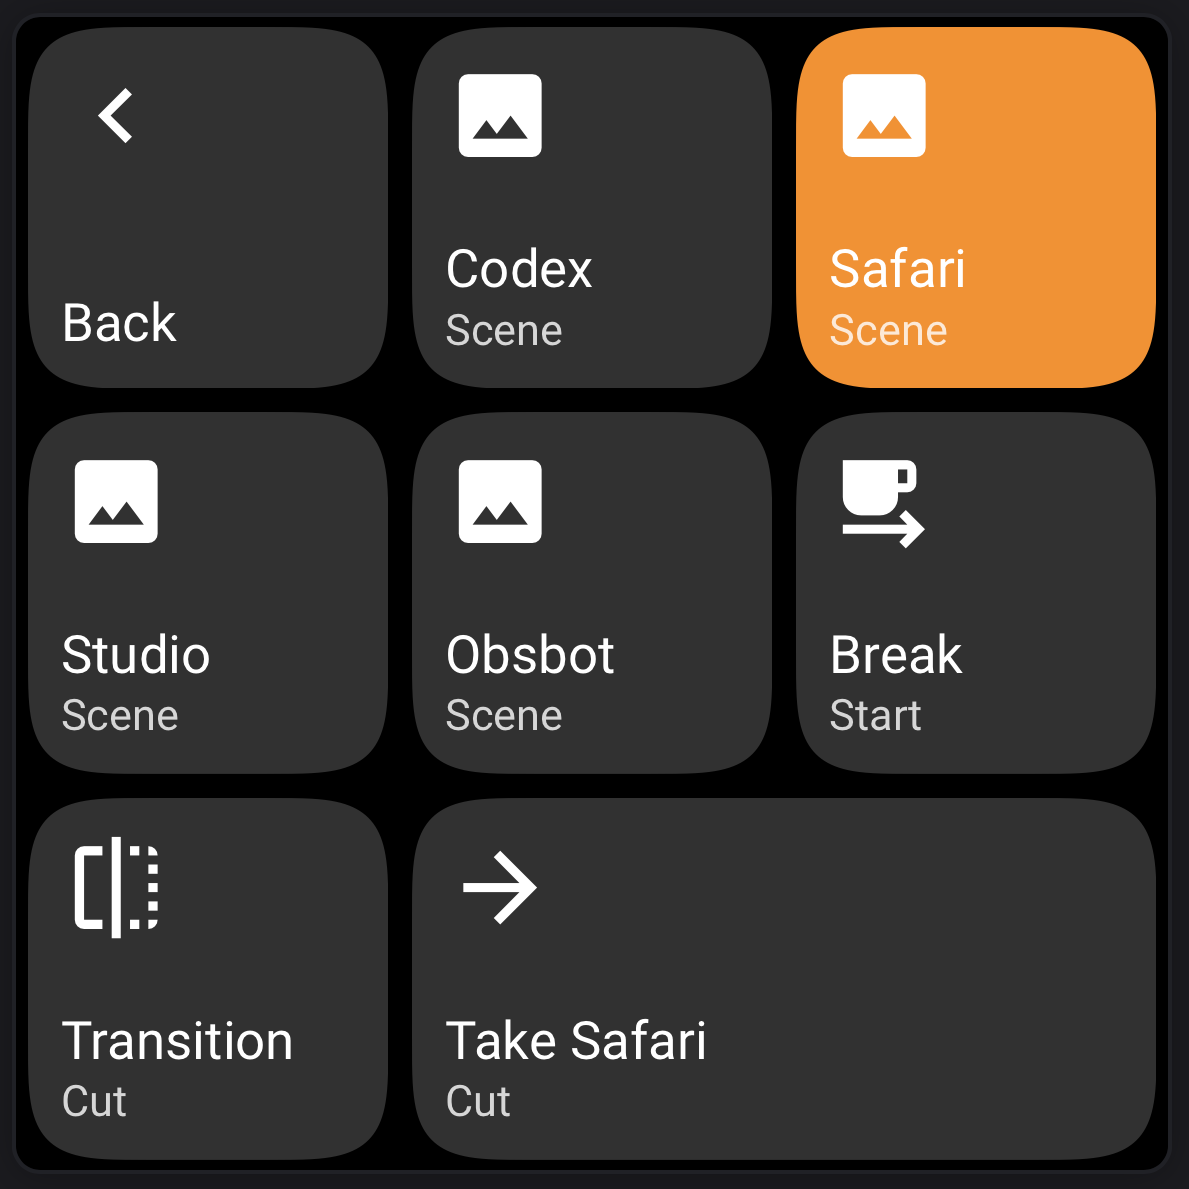 Back
Codex
Scene
Safari
Scene
Studio
Scene
Obsbot
Scene
Break
Start
Transition
Cut
Take Safari
Cut